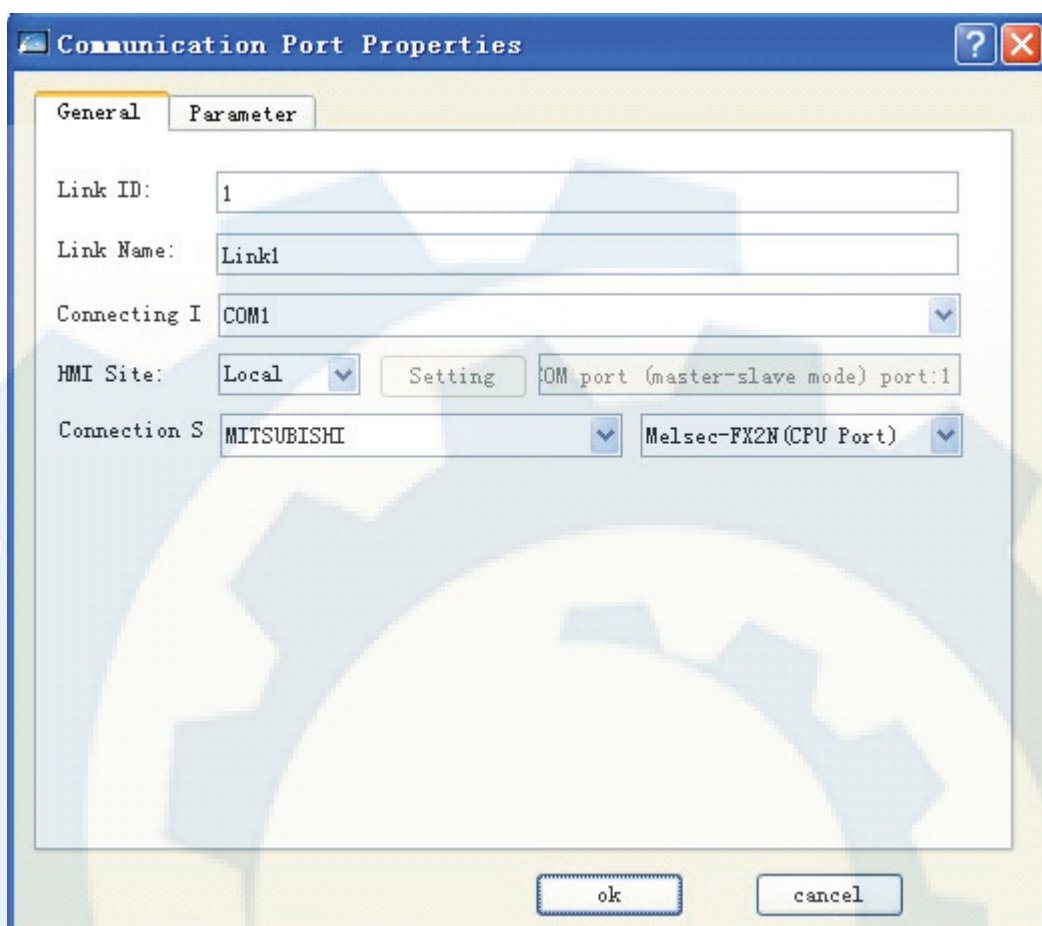 Communication Port Properties
General Parameter
Link ID: 1
Link Name: Link1
Connecting I COM1
HMI Site: Local Setting COM port (master-slave mode) port:1
Connection S MITSUBISHI Melsec-FX2N(CPU Port)
ok cancel